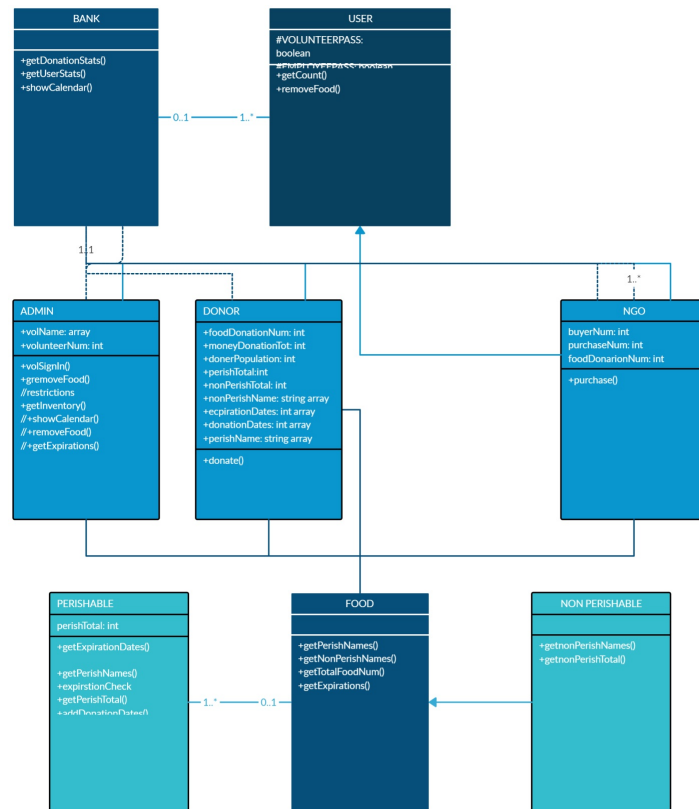 BANK
+getDonationStats()
+getUserStats()
+showCalendar()
USER
#VOLUNTEERPASS:
boolean
#EMPLOYEEPASS: boolean
+getCount()
+removeFood()
0..1
1..*
1..1
1..*
ADMIN
+volName: array
+volunteerNum: int
+volSignIn()
+gremoveFood()
//restrictions
+getInventory()
//+showCalendar()
//+removeFood()
//+getExpirations()
DONOR
+foodDonationNum: int
+moneyDonationTot: int
+donerPopulation: int
+perishTotal:int
+nonPerishTotal: int
+nonPerishName: string array
+ecpirationDates: int array
+donationDates: int array
+perishName: string array
+donate()
NGO
buyerNum: int
purchaseNum: int
foodDonarionNum: int
+purchase()
PERISHABLE
perishTotal: int
+getExpirationDates()
+getPerishNames()
+expirstionCheck
+getPerishTotal()
+addDonationDates()
1..*
0..1
FOOD
+getPerishNames()
+getNonPerishNames()
+getTotalFoodNum()
+getExpirations()
NON PERISHABLE
+getnonPerishNames()
+getnonPerishTotal()